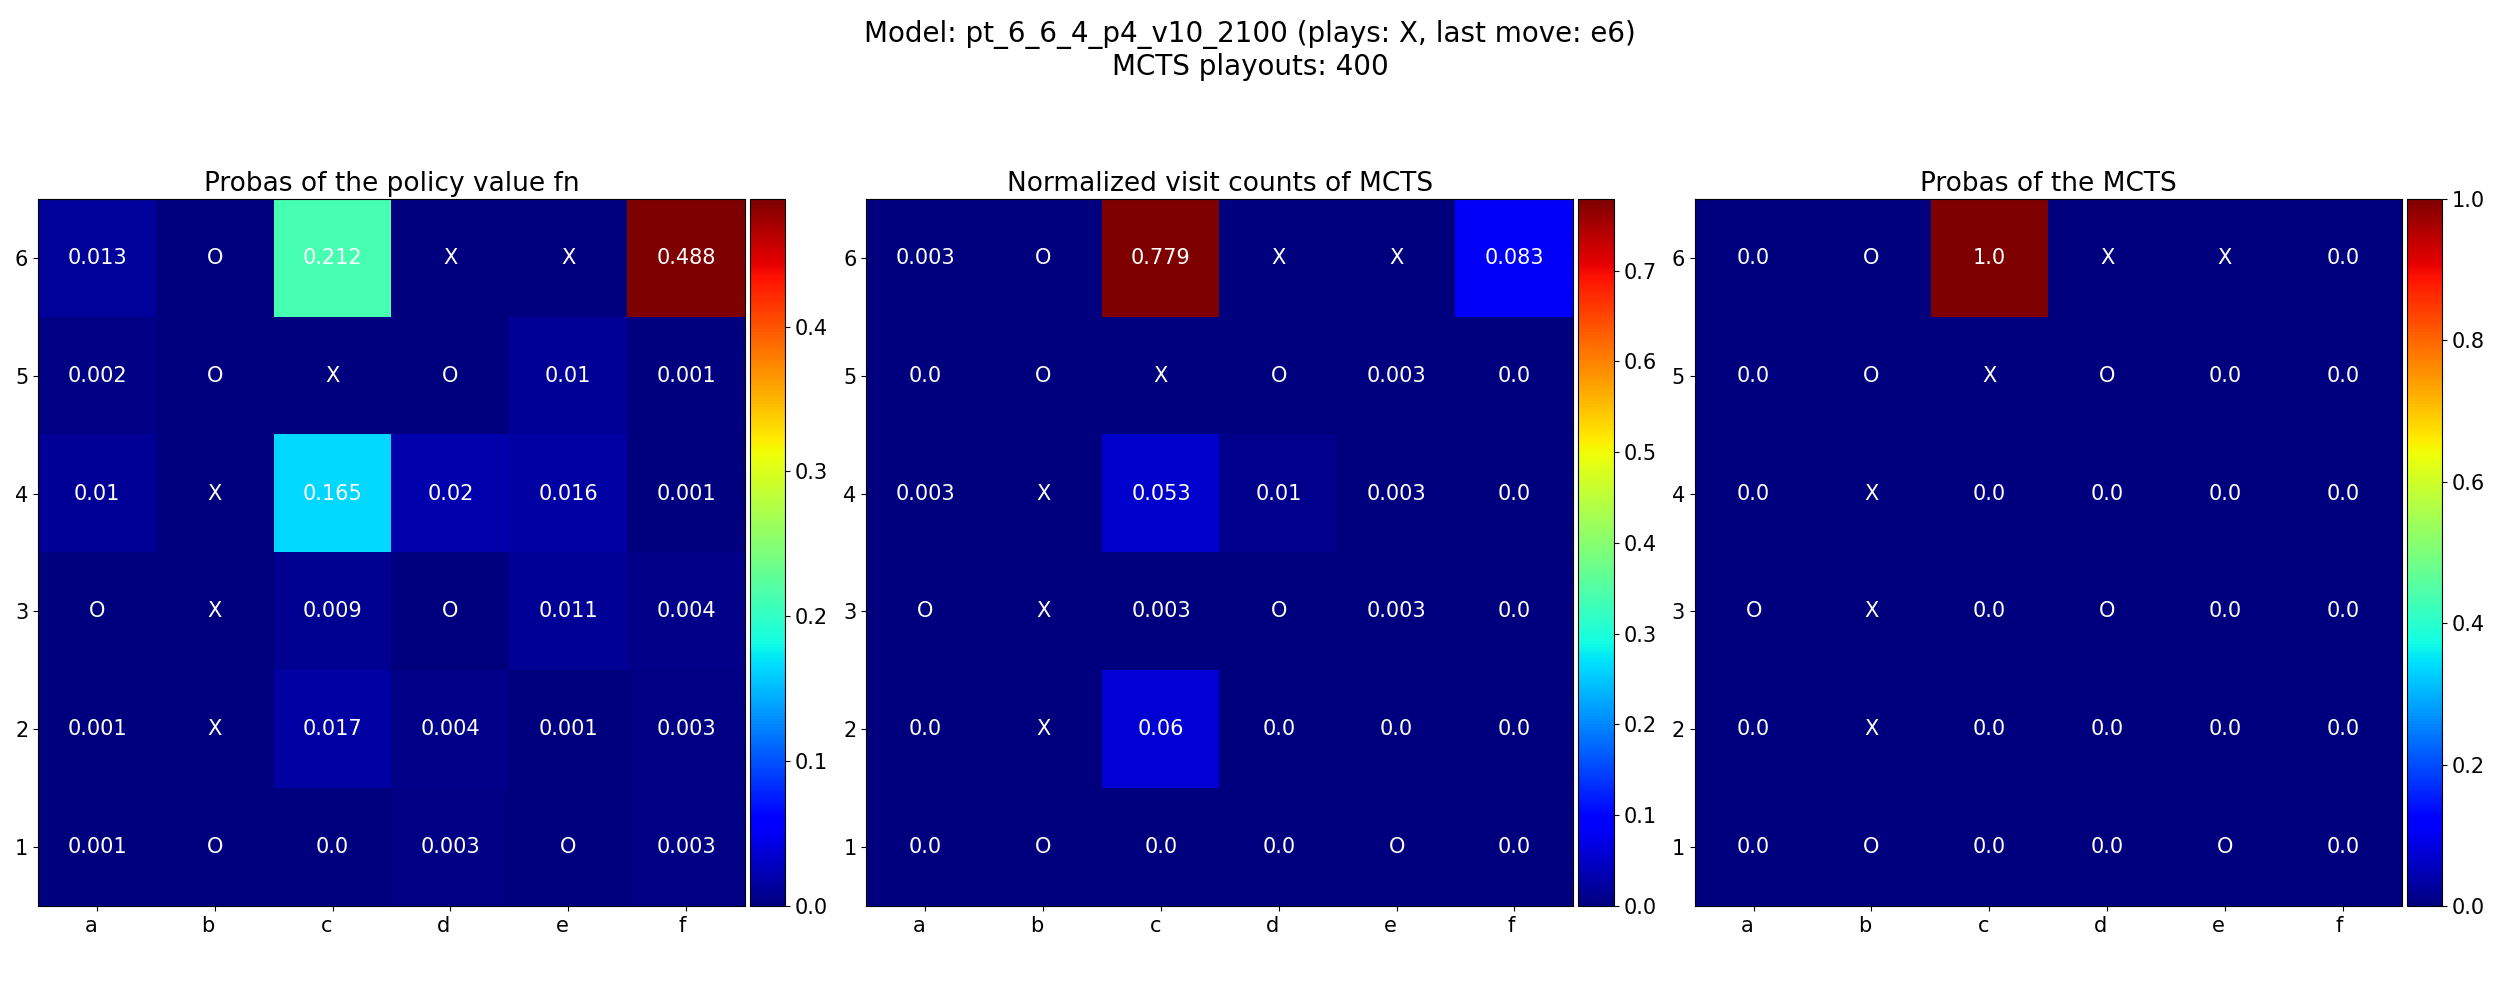 Model: pt_6_6_4_p4_v10_2100 (plays: X, last move: e6)
MCTS playouts: 400
Probas of the policy value fn
6 0.013 O 0.212 X X 0.488
5 0.002 O X O 0.01 0.001
4 0.01 X 0.165 0.02 0.016 0.001
3 O X 0.009 O 0.011 0.004
2 0.001 X 0.017 0.004 0.001 0.003
1 0.001 O 0.0 0.003 O 0.003
a b c d e f
0.4
0.3
0.2
0.1
0.0
Normalized visit counts of MCTS
6 0.003 O 0.779 X X 0.083
5 0.0 O X O 0.003 0.0
4 0.003 X 0.053 0.01 0.003 0.0
3 O X 0.003 O 0.003 0.0
2 0.0 X 0.06 0.0 0.0 0.0
1 0.0 O 0.0 0.0 O 0.0
a b c d e f
0.7
0.6
0.5
0.4
0.3
0.2
0.1
0.0
Probas of the MCTS
6 0.0 O 1.0 X X 0.0
5 0.0 O X O 0.0 0.0
4 0.0 X 0.0 0.0 0.0 0.0
3 O X 0.0 O 0.0 0.0
2 0.0 X 0.0 0.0 0.0 0.0
1 0.0 O 0.0 0.0 O 0.0
a b c d e f
1.0
0.8
0.6
0.4
0.2
0.0